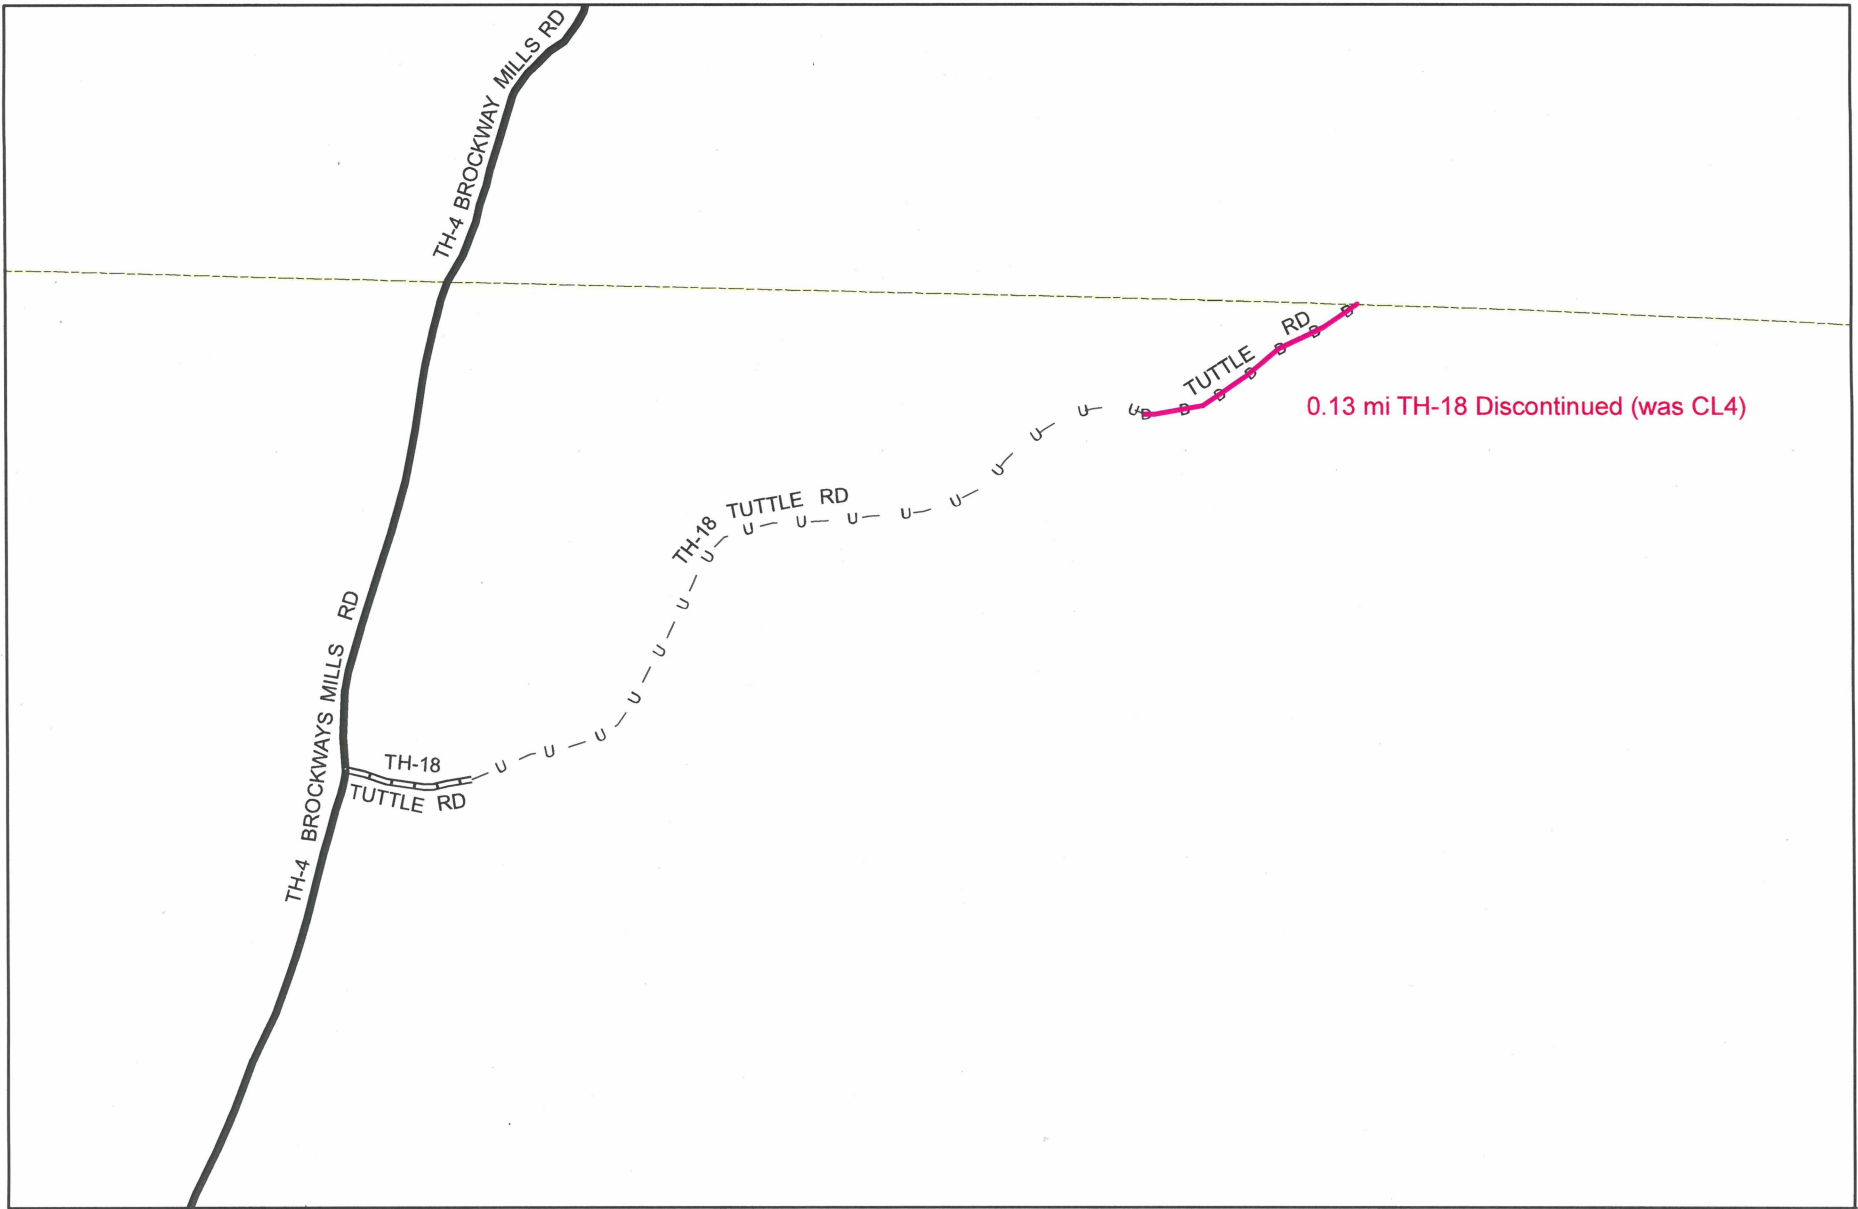 TH-4 BROCKWAY MILLS RD
TUTTLE RD
0.13 mi TH-18 Discontinued (was CL4)
TH-18 TUTTLE RD
TH-4 BROCKWAYS MILLS RD
TH-18
TUTTLE RD
U U U U U U U U U U U U U U U U U
D D D D D D D